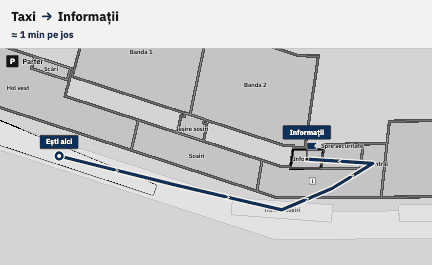 Taxi → Informații
≈ 1 min pe jos
Banda 1
P Parter
Scări
Hol vest
Banda 2
Ieșire sosiri
Informații
Ești aici
Spre securitate
Info
Sosiri
i